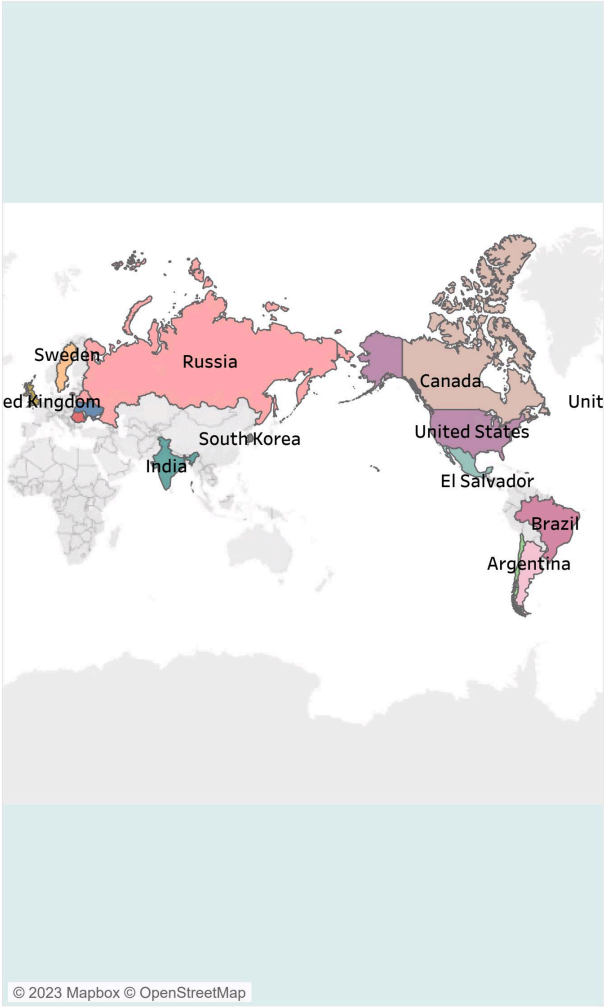 Sweden
Russia
Canada
ed Kingdom
Unit
United States
South Korea
India
El Salvador
Brazil
Argentina
© 2023 Mapbox © OpenStreetMap